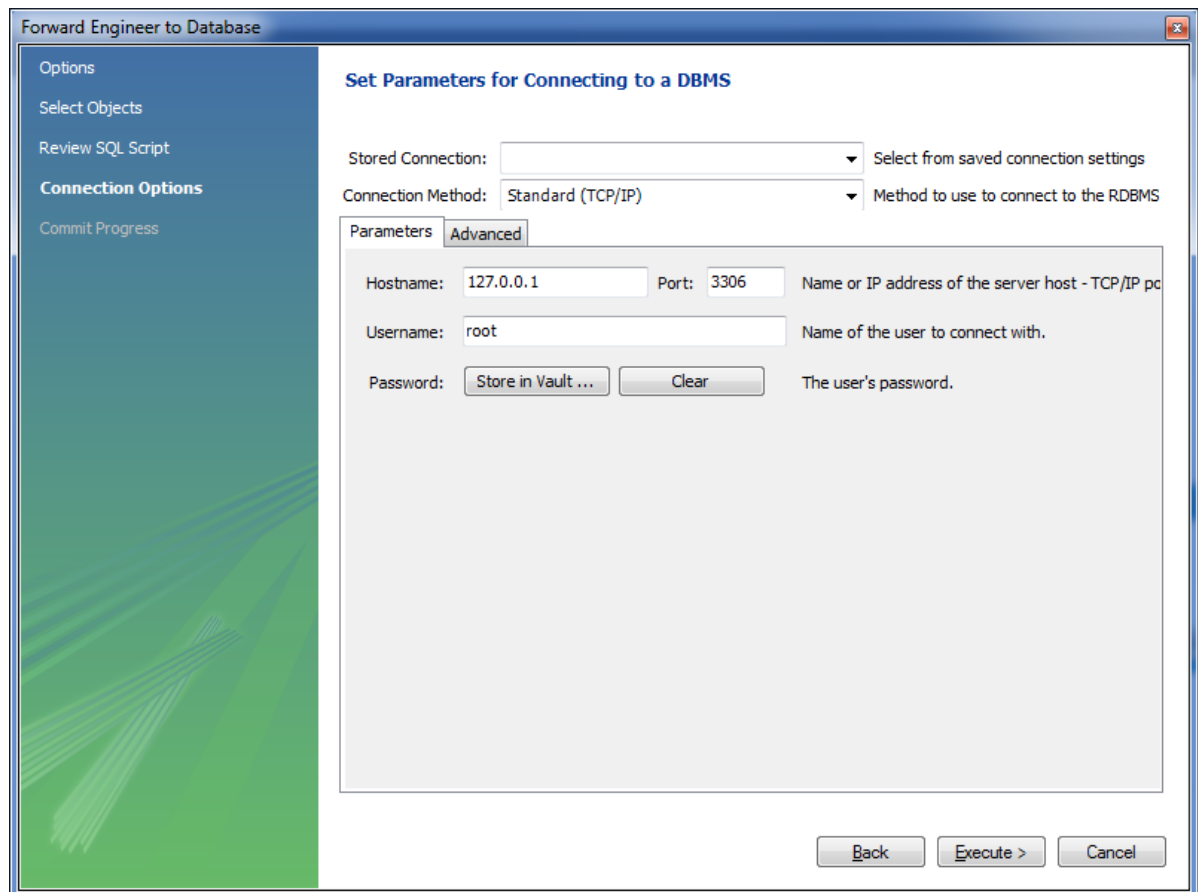 Forward Engineer to Database
Options
Select Objects
Review SQL Script
Connection Options
Commit Progress
Set Parameters for Connecting to a DBMS
Stored Connection: Select from saved connection settings
Connection Method: Standard (TCP/IP) Method to use to connect to the RDBMS
Parameters Advanced
Hostname: 127.0.0.1 Port: 3306 Name or IP address of the server host - TCP/IP po
Username: root Name of the user to connect with.
Password: Store in Vault ... Clear The user's password.
Back Execute > Cancel